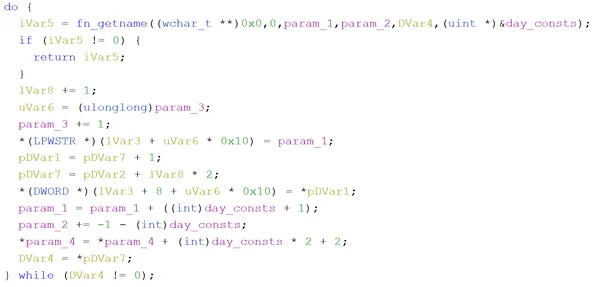 do {
iVar5 = fn_getname((wchar_t **)0x0,0,param_1,param_2,DVar4,(uint *)&day_consts);
if (iVar5 != 0) {
return iVar5;
}
lVar8 += 1;
uVar6 = (ulonglong)param_3;
param_3 += 1;
*(LPWSTR *)(lVar3 + uVar6 * 0x10) = param_1;
pDVar1 = pDVar7 + 1;
pDVar7 = pDVar2 + lVar8 * 2;
*(DWORD *)(lVar3 + 8 + uVar6 * 0x10) = *pDVar1;
param_1 = param_1 + ((int)day_consts + 1);
param_2 += -1 - (int)day_consts;
*param_4 = *param_4 + (int)day_consts * 2 + 2;
DVar4 = *pDVar7;
} while (DVar4 != 0);